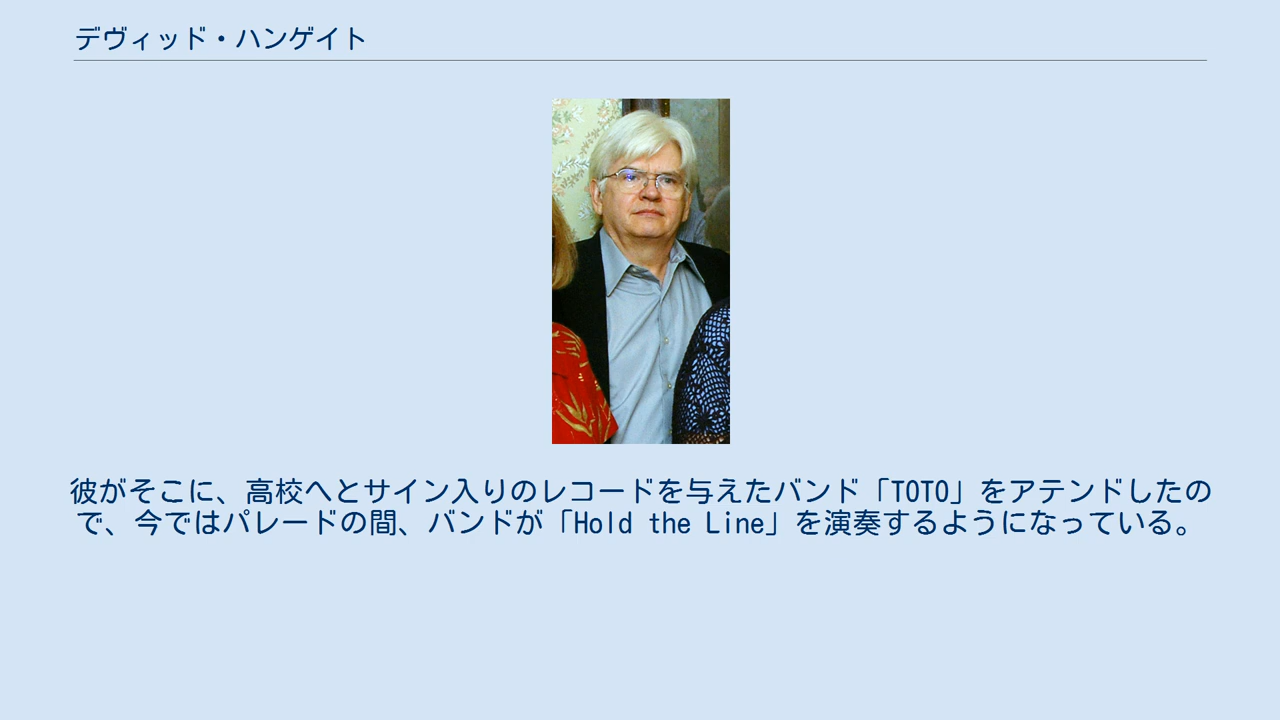 デヴィッド・ハンゲイト
彼がそこに、高校へとサイン入りのレコードを与えたバンド「TOTO」をアテンドしたの
で、今ではパレードの間、バンドが「Hold the Line」を演奏するようになっている。